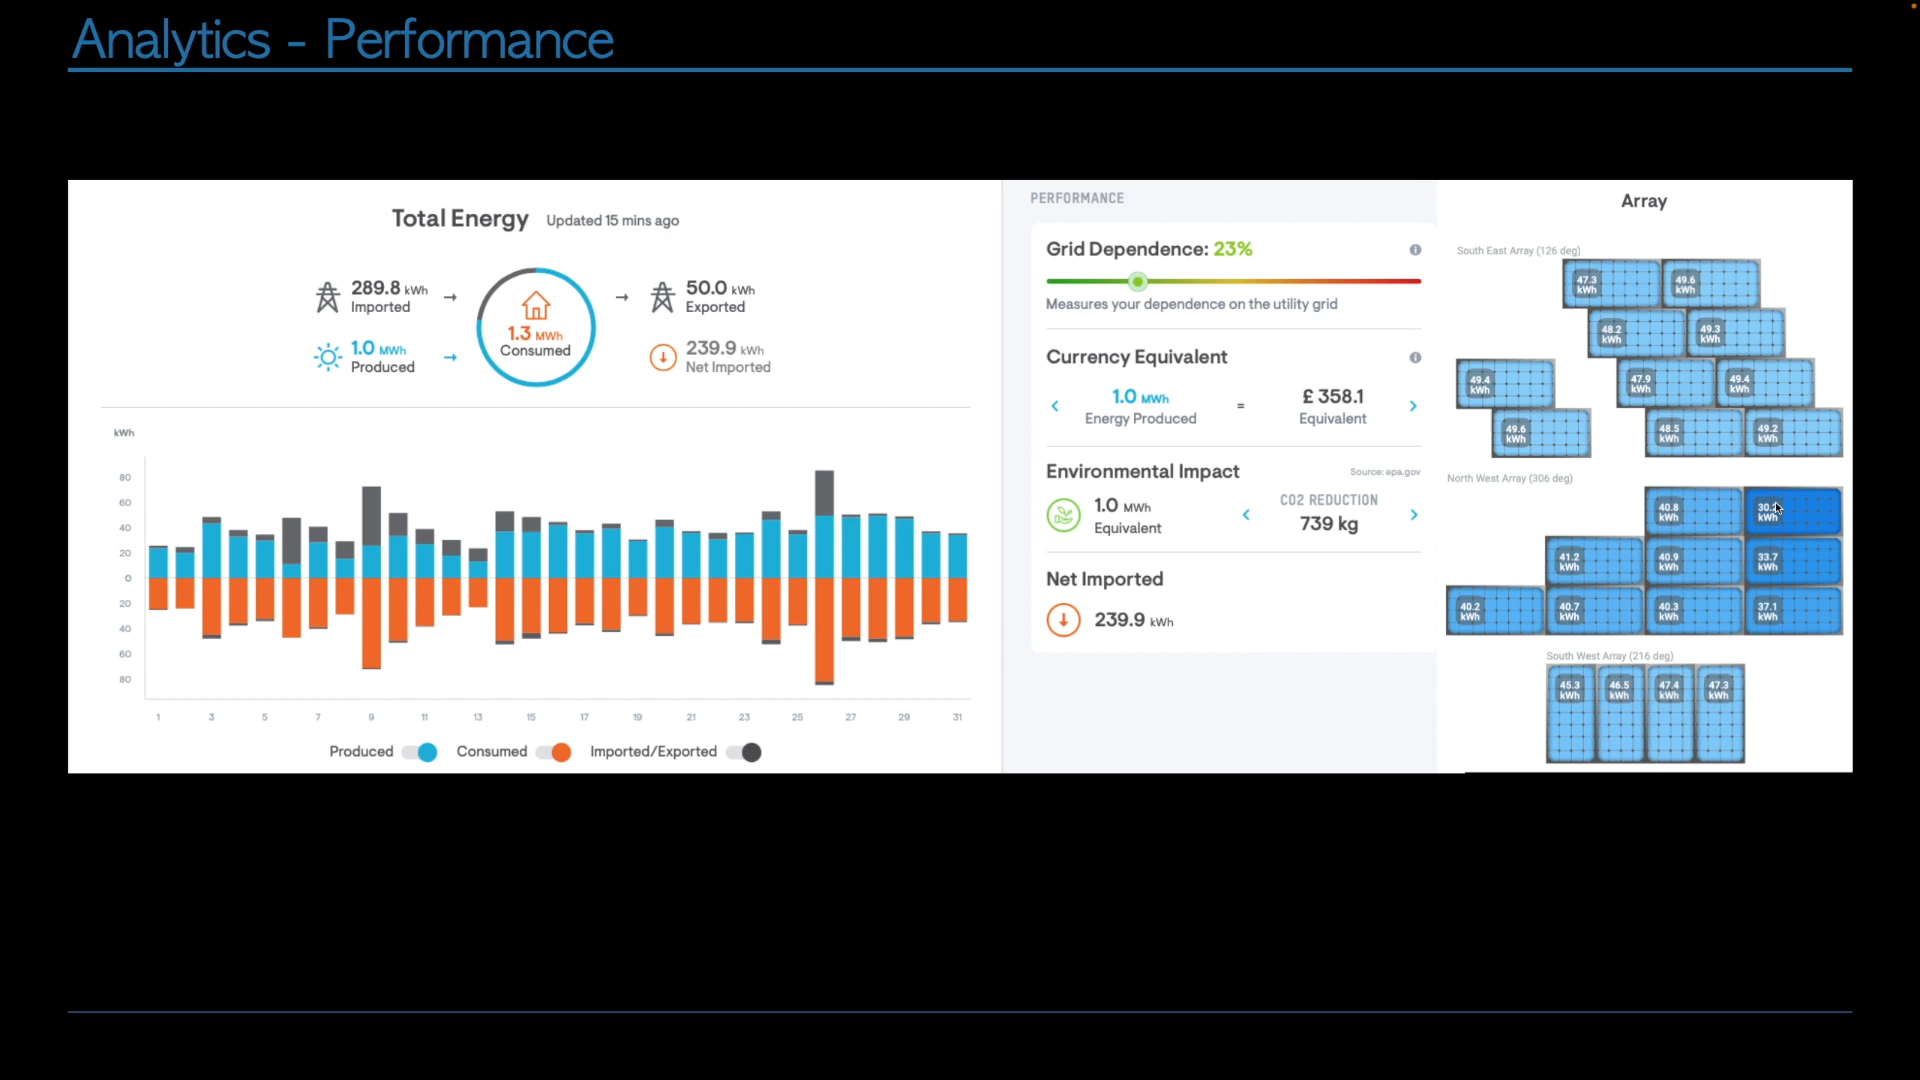 Analytics - Performance
Total Energy Updated 15 mins ago
289.8 kWh
Imported
1.0 MWh
Produced
1.3 MWh
Consumed
50.0 kWh
Exported
239.9 kWh
Net Imported
kWh
80
60
40
20
0
20
40
60
80
1 3 5 7 9 11 13 15 17 19 21 23 25 27 29 31
Produced Consumed Imported/Exported
PERFORMANCE
Grid Dependence: 23%
Measures your dependence on the utility grid
Currency Equivalent
1.0 MWh = £ 358.1
Energy Produced Equivalent
Environmental Impact Source: epa.gov
1.0 MWh
Equivalent
CO2 REDUCTION
739 kg
Net Imported
239.9 kWh
Array
South East Array (126 deg)
47.3 kWh
49.6 kWh
48.2 kWh
49.3 kWh
49.4 kWh
47.9 kWh
49.4 kWh
49.6 kWh
48.5 kWh
49.2 kWh
North West Array (306 deg)
40.8 kWh
kWh
41.2 kWh
40.9 kWh
33.7 kWh
40.2 kWh
40.7 kWh
40.3 kWh
37.1 kWh
South West Array (216 deg)
45.3 kWh
46.5 kWh
47.4 kWh
47.3 kWh